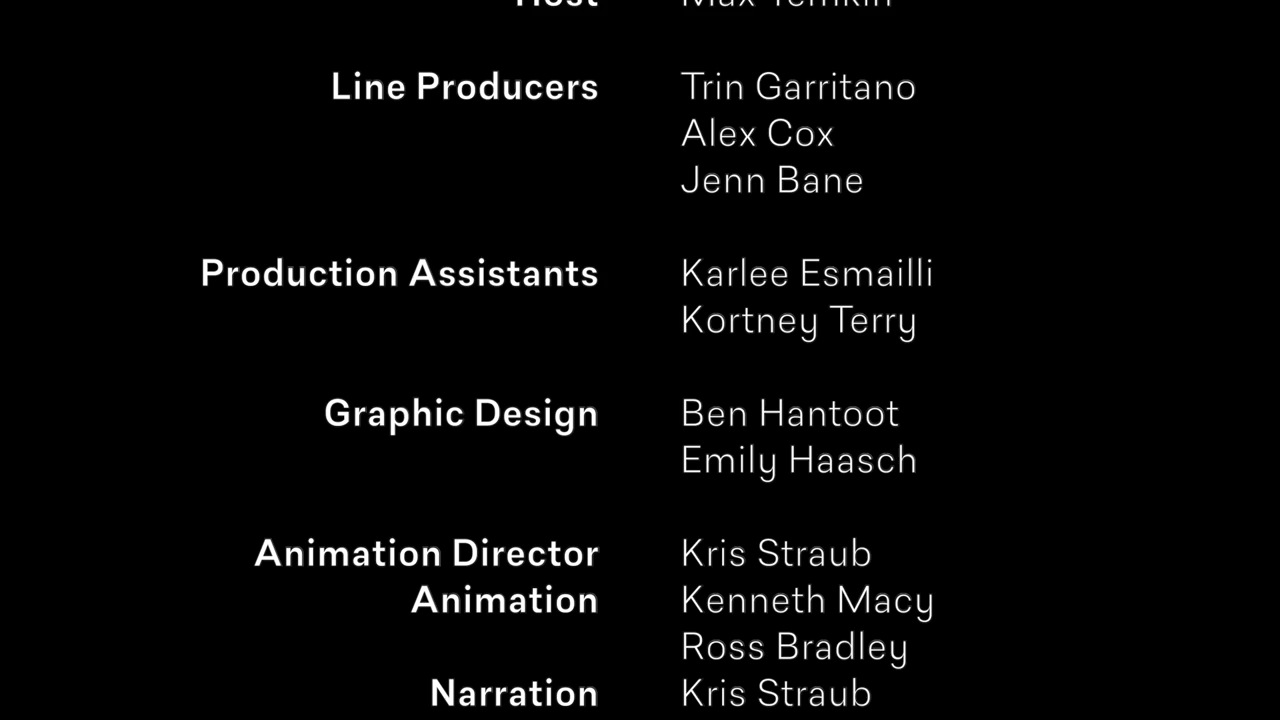 Host Max Temkin
Line Producers Trin Garritano
Alex Cox
Jenn Bane
Production Assistants Karlee Esmailli
Kortney Terry
Graphic Design Ben Hantoot
Emily Haasch
Animation Director Kris Straub
Animation Kenneth Macy
Ross Bradley
Narration Kris Straub